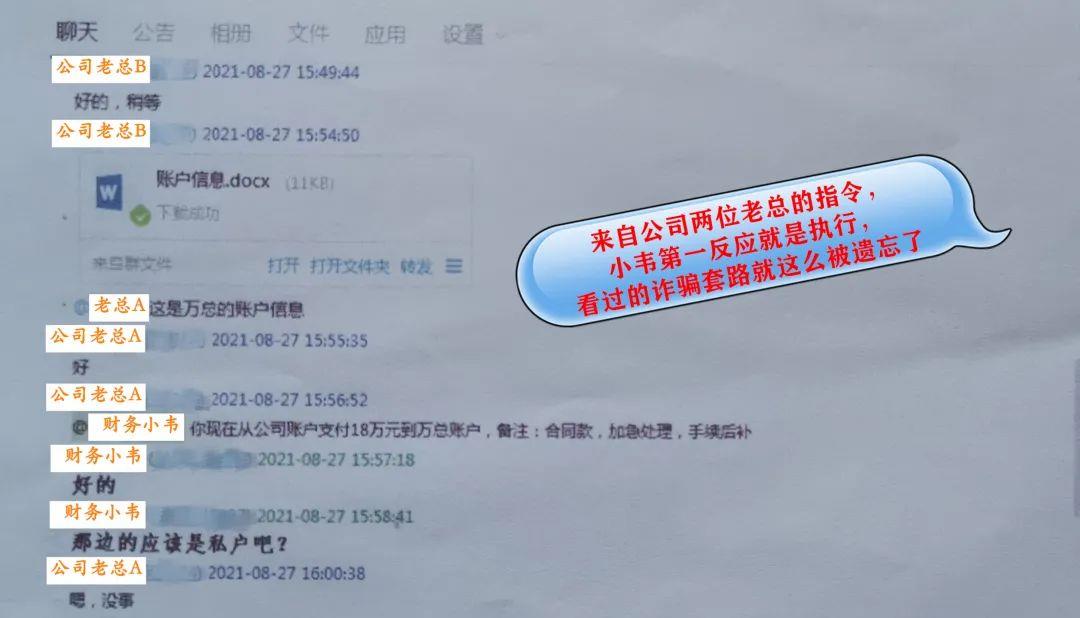 聊天 公告 相册 文件 应用 设置
公司老总B 2021-08-27 15:49:44
好的，稍等
公司老总B 2021-08-27 15:54:50
W 账户信息.docx (11KB)
下载成功
来自群文件 打开 打开文件夹 转发
@ 老总A 这是万总的账户信息
公司老总A 2021-08-27 15:55:35
好
公司老总A 2021-08-27 15:56:52
@ 财务小韦 你现在从公司账户支付18万元到万总账户，备注：合同款，加急处理，手续后补
财务小韦 2021-08-27 15:57:18
好的
财务小韦 2021-08-27 15:58:41
那边的应该是私户吧？
公司老总A 2021-08-27 16:00:38
嗯，没事
来自公司两位老总的指令，
小韦第一反应就是执行，
看过的诈骗套路就这么被遗忘了